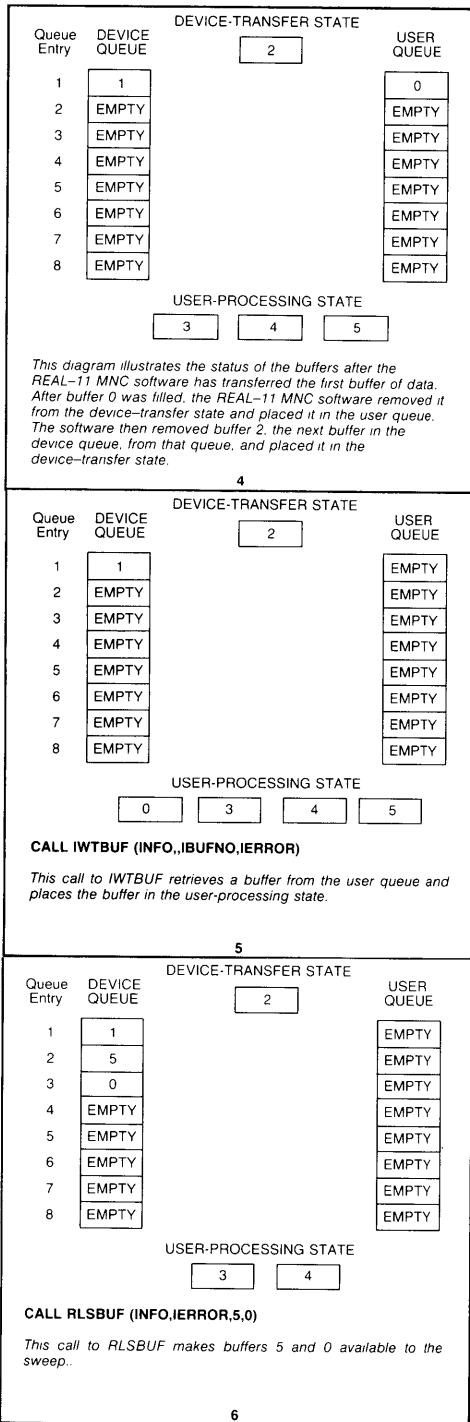 DEVICE-TRANSFER STATE
Queue Entry DEVICE QUEUE 2 USER QUEUE
1 1 0
2 EMPTY EMPTY
3 EMPTY EMPTY
4 EMPTY EMPTY
5 EMPTY EMPTY
6 EMPTY EMPTY
7 EMPTY EMPTY
8 EMPTY EMPTY
USER-PROCESSING STATE
3 4 5
This diagram illustrates the status of the buffers after the
REAL–11 MNC software has transferred the first buffer of data.
After buffer 0 was filled, the REAL–11 MNC software removed it
from the device–transfer state and placed it in the user queue.
The software then removed buffer 2, the next buffer in the
device queue, from that queue, and placed it in the
device–transfer state.
4
DEVICE-TRANSFER STATE
Queue Entry DEVICE QUEUE 2 USER QUEUE
1 1 EMPTY
2 EMPTY EMPTY
3 EMPTY EMPTY
4 EMPTY EMPTY
5 EMPTY EMPTY
6 EMPTY EMPTY
7 EMPTY EMPTY
8 EMPTY EMPTY
USER-PROCESSING STATE
0 3 4 5
CALL IWTBUF (INFO,,IBUFNO,IERROR)
This call to IWTBUF retrieves a buffer from the user queue and
places the buffer in the user-processing state.
5
DEVICE-TRANSFER STATE
Queue Entry DEVICE QUEUE 2 USER QUEUE
1 1 EMPTY
2 5 EMPTY
3 0 EMPTY
4 EMPTY EMPTY
5 EMPTY EMPTY
6 EMPTY EMPTY
7 EMPTY EMPTY
8 EMPTY EMPTY
USER-PROCESSING STATE
3 4
CALL RLSBUF (INFO,IERROR,5,0)
This call to RLSBUF makes buffers 5 and 0 available to the
sweep..
6